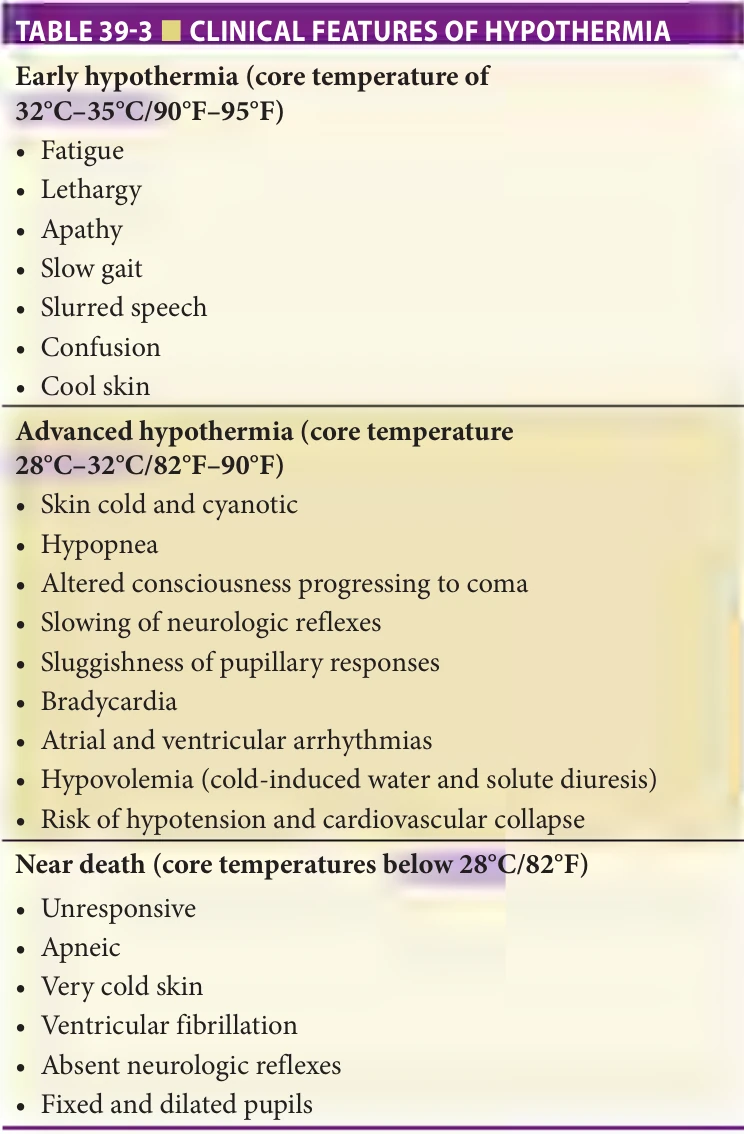 TABLE 39-3 ■ CLINICAL FEATURES OF HYPOTHERMIA
Early hypothermia (core temperature of
32°C–35°C/90°F–95°F)
• Fatigue
• Lethargy
• Apathy
• Slow gait
• Slurred speech
• Confusion
• Cool skin
Advanced hypothermia (core temperature
28°C–32°C/82°F–90°F)
• Skin cold and cyanotic
• Hypopnea
• Altered consciousness progressing to coma
• Slowing of neurologic reflexes
• Sluggishness of pupillary responses
• Bradycardia
• Atrial and ventricular arrhythmias
• Hypovolemia (cold-induced water and solute diuresis)
• Risk of hypotension and cardiovascular collapse
Near death (core temperatures below 28°C/82°F)
• Unresponsive
• Apneic
• Very cold skin
• Ventricular fibrillation
• Absent neurologic reflexes
• Fixed and dilated pupils